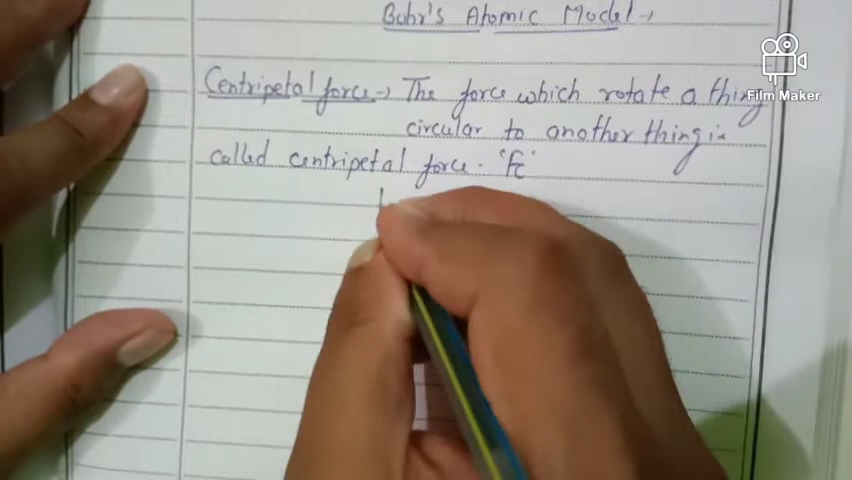 Bohr's Atomic Model →
Centripetal force → The force which rotate a thing
circular to another thing is
called centripetal force. 'Fc'
Film Maker